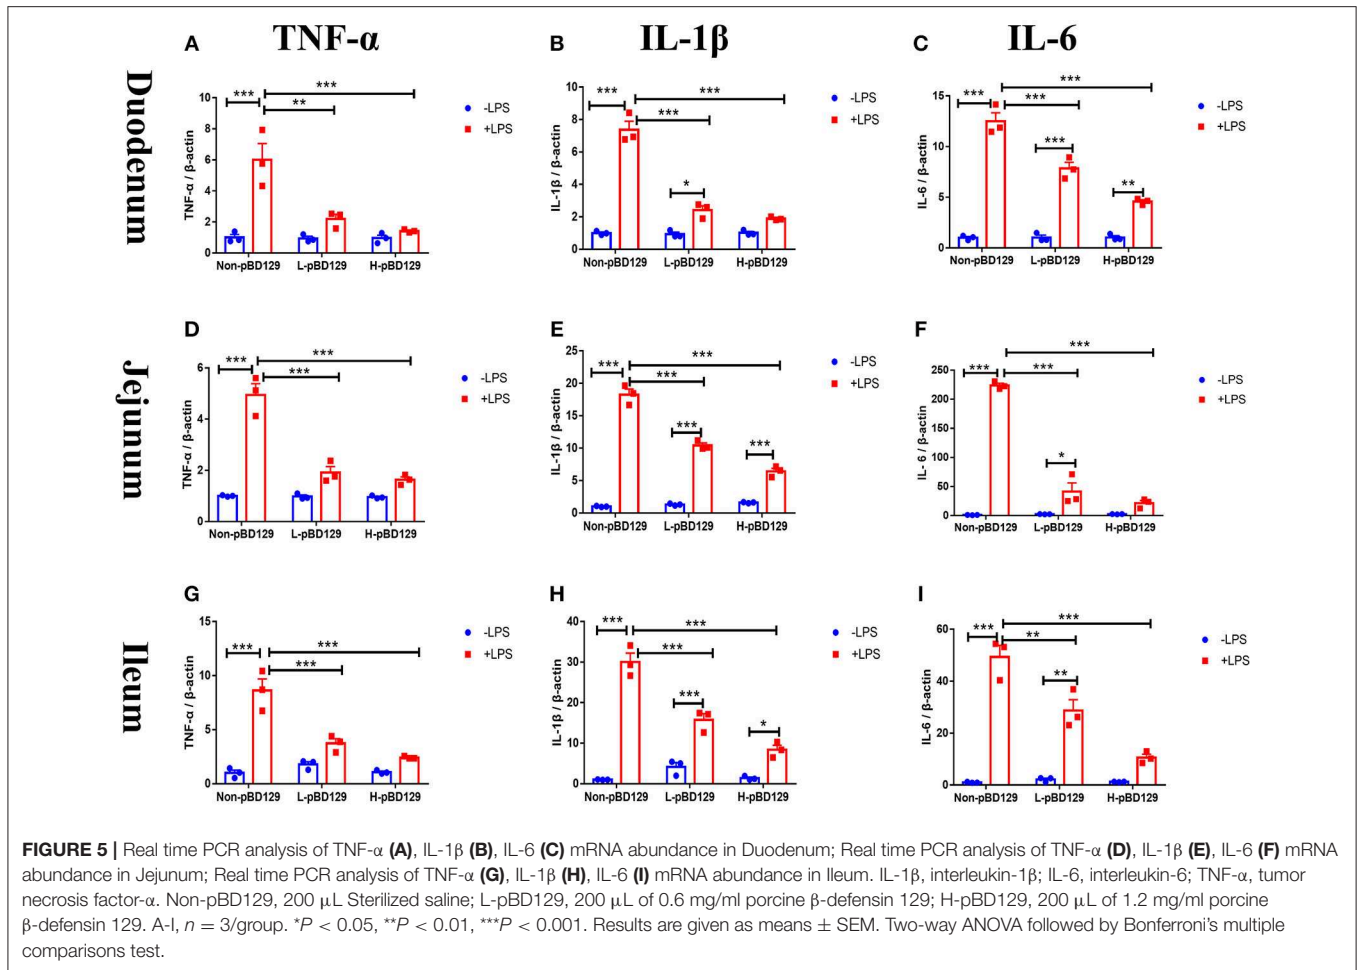 TNF-α
IL-1β
IL-6
Duodenum
A
***
***
**
10
8
6
4
2
0
TNF-α / β-actin
Non-pBD129 L-pBD129 H-pBD129
-LPS
+LPS
B
***
***
***
*
10
8
6
4
2
0
IL-1β / β-actin
Non-pBD129 L-pBD129 H-pBD129
-LPS
+LPS
C
***
***
***
***
**
15
10
5
0
IL-6 / β-actin
Non-pBD129 L-pBD129 H-pBD129
-LPS
+LPS
Jejunum
D
***
***
***
6
4
2
0
TNF-α / β-actin
Non-pBD129 L-pBD129 H-pBD129
-LPS
+LPS
E
***
***
***
***
***
25
20
15
10
5
0
IL-1β / β-actin
Non-pBD129 L-pBD129 H-pBD129
-LPS
+LPS
F
***
***
***
*
250
200
150
100
50
0
IL- 6 / β-actin
Non-pBD129 L-pBD129 H-pBD129
-LPS
+LPS
Ileum
G
***
***
***
15
10
5
0
TNF-α / β-actin
Non-pBD129 L-pBD129 H-pBD129
-LPS
+LPS
H
***
***
***
***
*
40
30
20
10
0
IL-1β / β-actin
Non-pBD129 L-pBD129 H-pBD129
-LPS
+LPS
I
***
***
**
**
60
40
20
0
IL-6 / β-actin
Non-pBD129 L-pBD129 H-pBD129
-LPS
+LPS
FIGURE 5 | Real time PCR analysis of TNF-α (A), IL-1β (B), IL-6 (C) mRNA abundance in Duodenum; Real time PCR analysis of TNF-α (D), IL-1β (E), IL-6 (F) mRNA
abundance in Jejunum; Real time PCR analysis of TNF-α (G), IL-1β (H), IL-6 (I) mRNA abundance in Ileum. IL-1β, interleukin-1β; IL-6, interleukin-6; TNF-α, tumor
necrosis factor-α. Non-pBD129, 200 μL Sterilized saline; L-pBD129, 200 μL of 0.6 mg/ml porcine β-defensin 129; H-pBD129, 200 μL of 1.2 mg/ml porcine
β-defensin 129. A-I, n = 3/group. *P < 0.05, **P < 0.01, ***P < 0.001. Results are given as means ± SEM. Two-way ANOVA followed by Bonferroni's multiple
comparisons test.